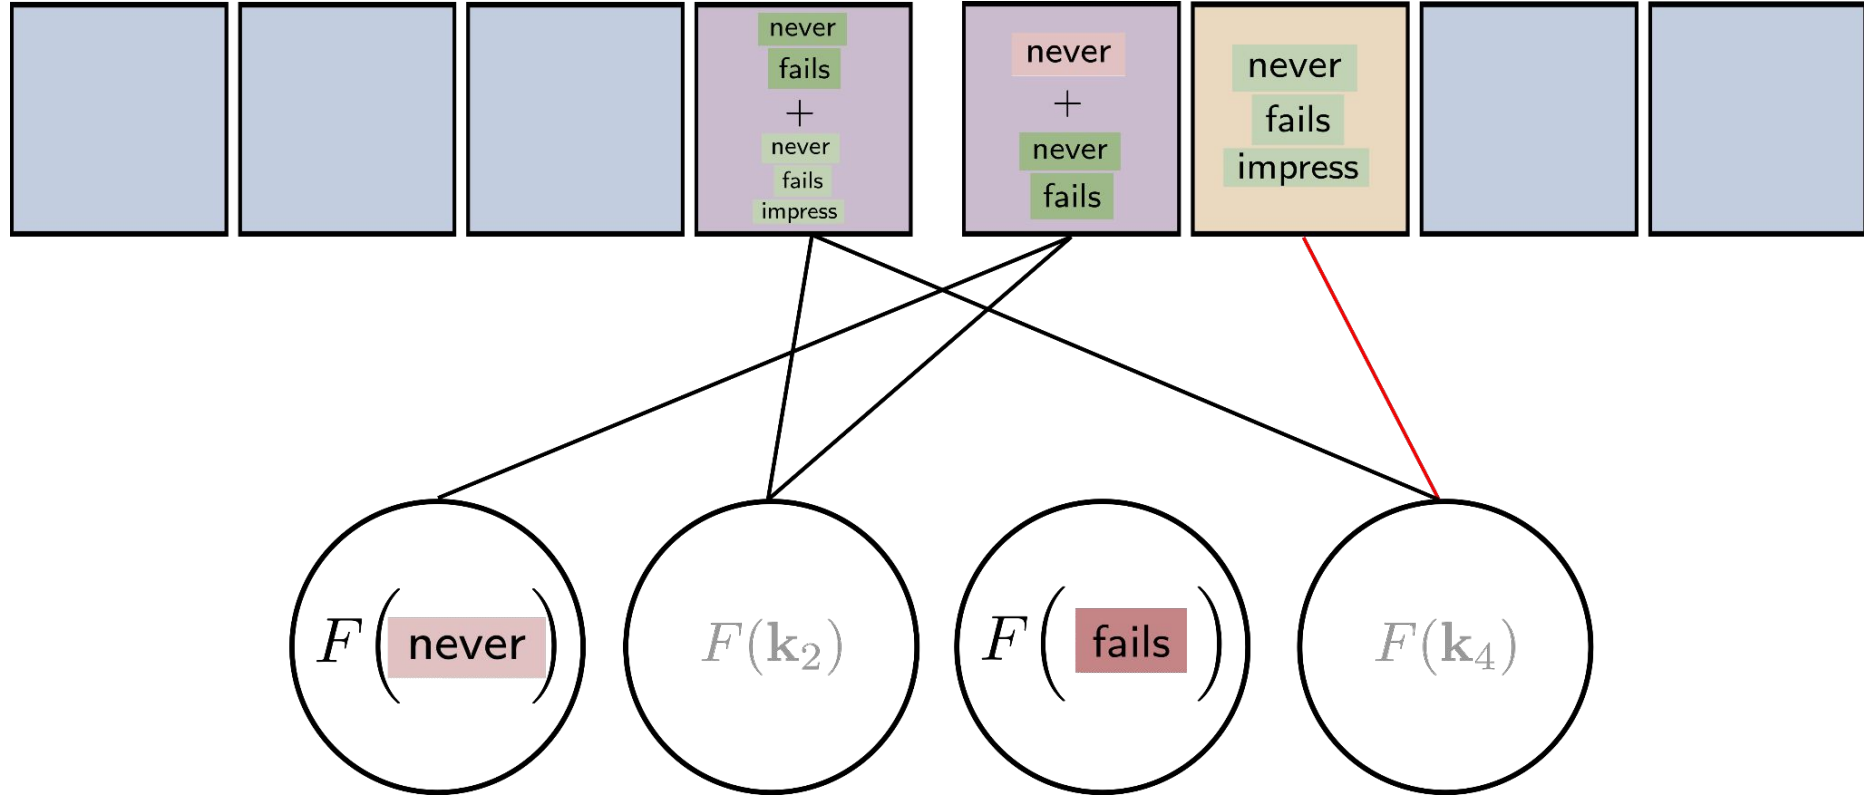 never
fails
+
never
fails
impress
never
+
never
fails
never
fails
impress
F(never)
F(k₂)
F(fails)
F(k₄)